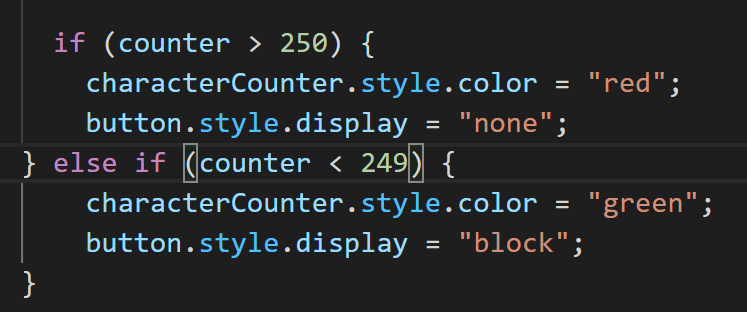 if (counter > 250) {
characterCounter.style.color = "red";
button.style.display = "none";
} else if (counter < 249) {
characterCounter.style.color = "green";
button.style.display = "block";
}